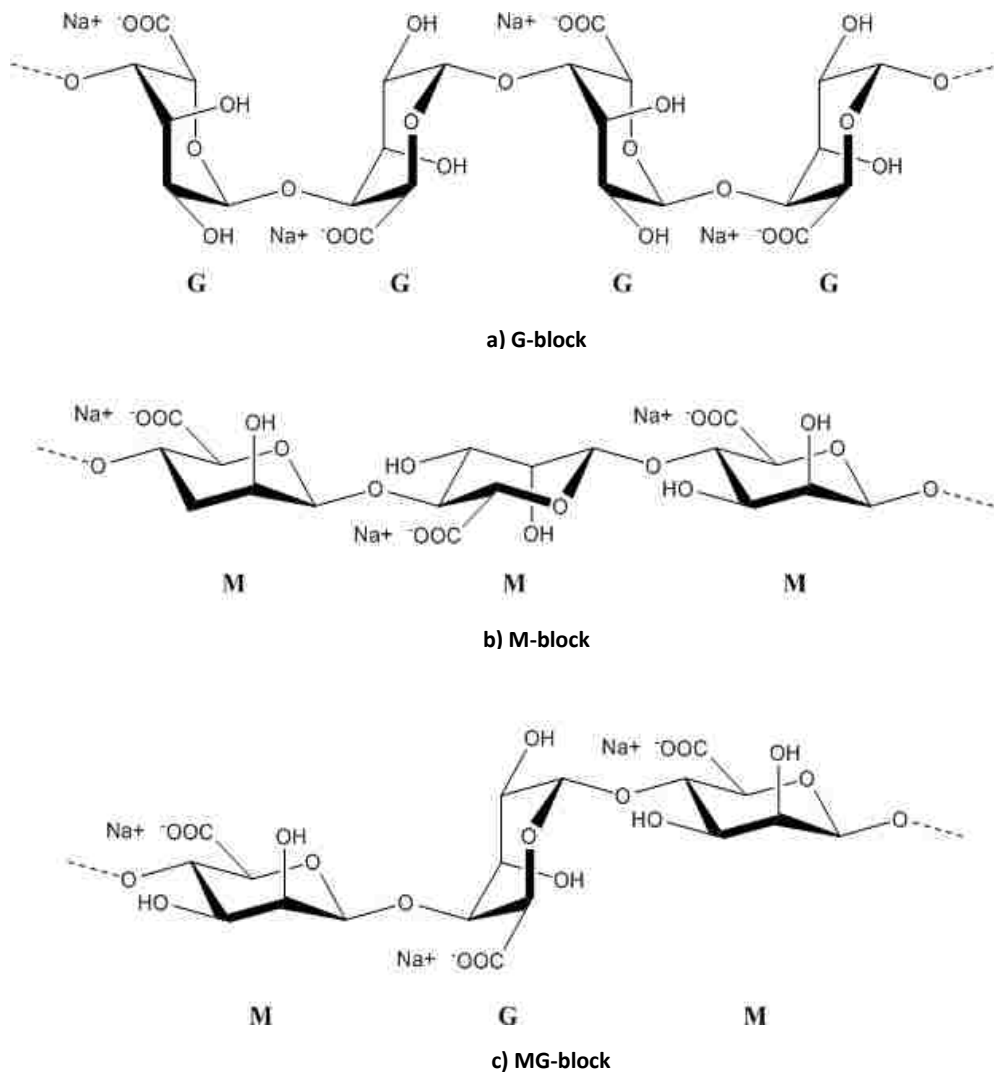 Na+ ⁻OOC OH Na+ ⁻OOC OH
O O O
OH OH
O O
O O
OH OH
O O
OH Na+ ⁻OOC OH Na+ ⁻OOC
G G G G
a) G-block
Na+ ⁻OOC OH Na+ ⁻OOC OH
O O
O HO O
O HO O
O
Na+ ⁻OOC OH
M M M
b) M-block
OH Na+ ⁻OOC OH
O
O
HO O
Na+ ⁻OOC OH O
O
O OH
HO O
Na+ ⁻OOC
M G M
c) MG-block